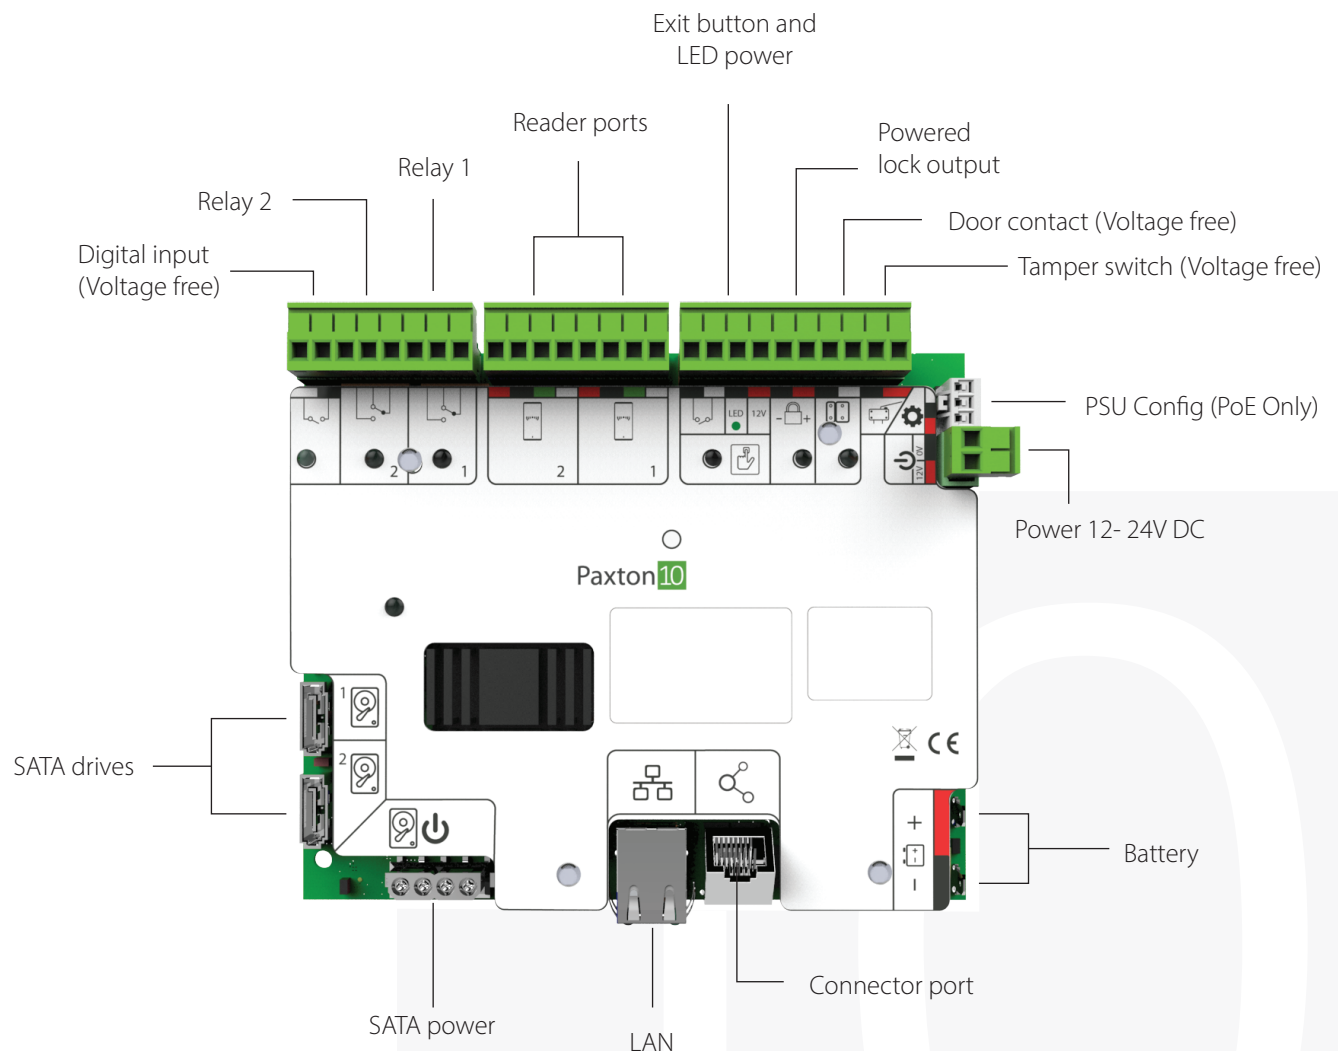 Exit button and
LED power
Reader ports
Powered
lock output
Relay 1
Relay 2
Door contact (Voltage free)
Digital input
(Voltage free)
Tamper switch (Voltage free)
PSU Config (PoE Only)
LED 12V
- +
2 1
2 1
12V 0V
Power 12- 24V DC
Paxton10
1
2
SATA drives
CE
+
+ -
-
Battery
Connector port
SATA power
LAN
10